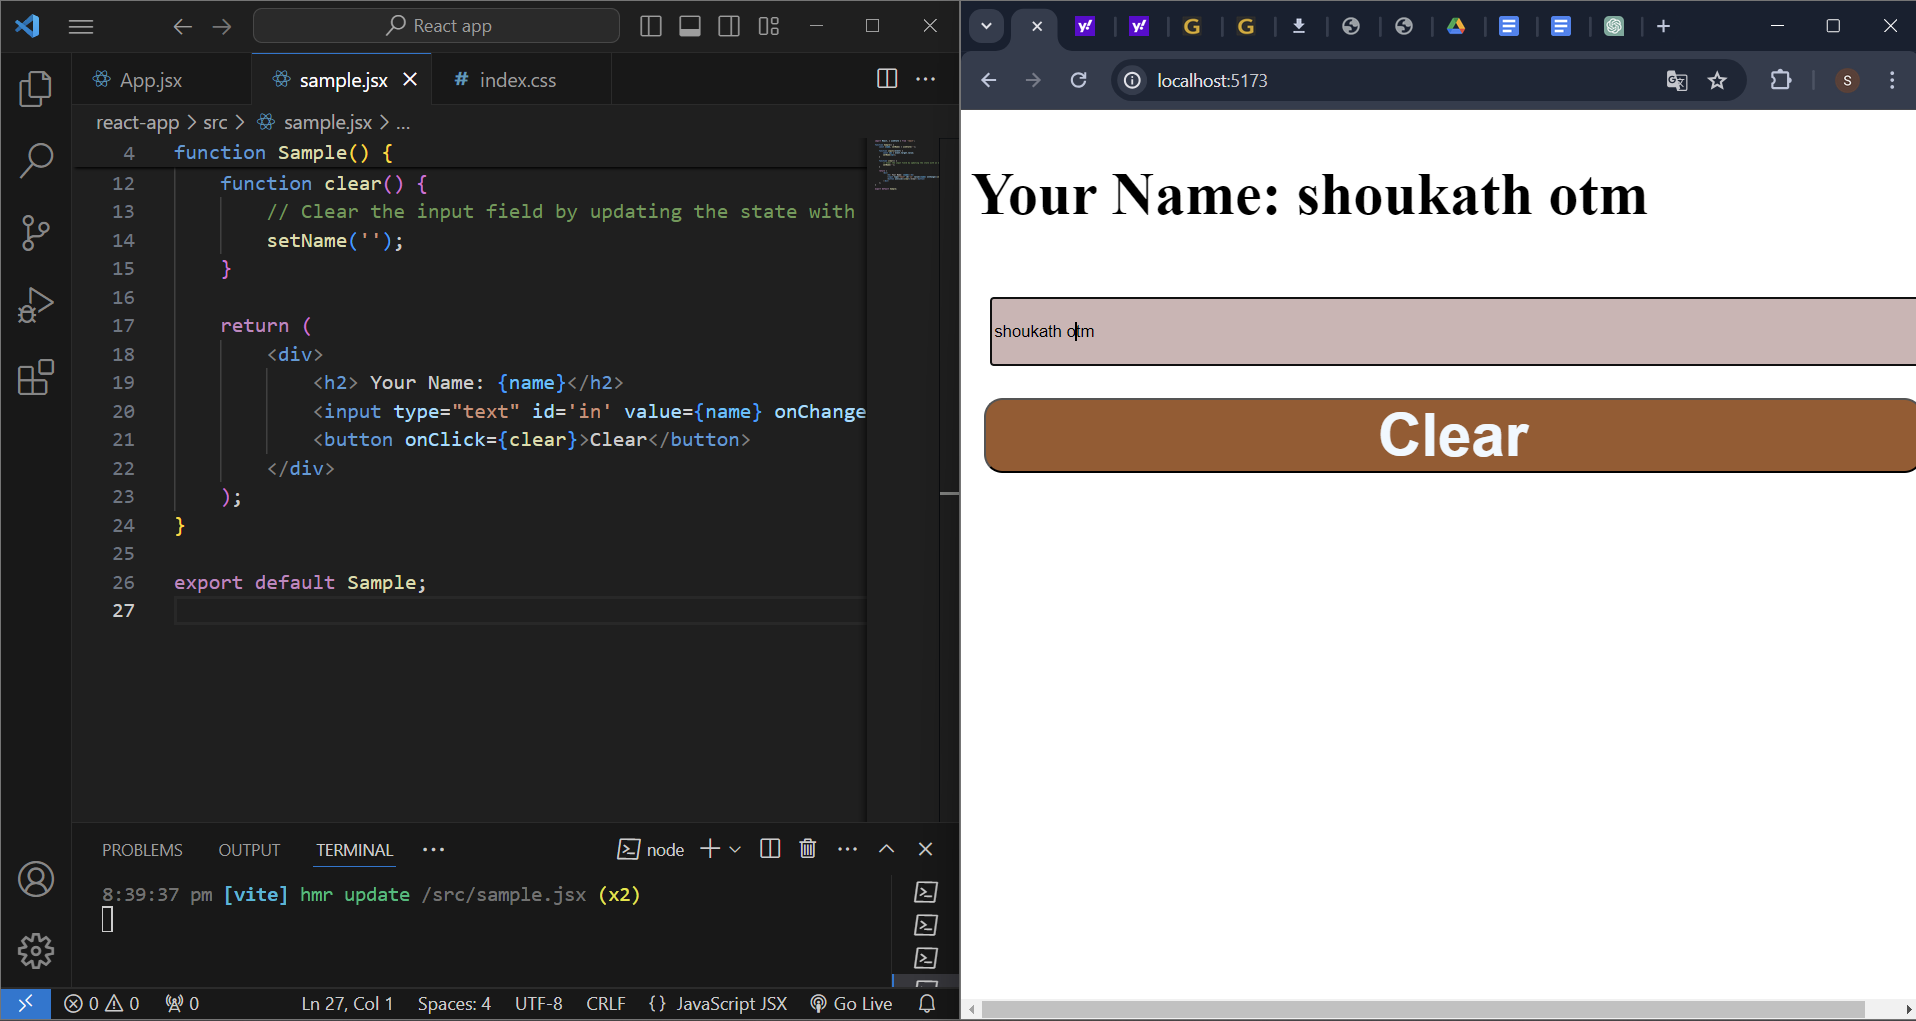 React app
App.jsx
sample.jsx
# index.css
react-app > src > sample.jsx > ...
4 function Sample() {
12 function clear() {
13 // Clear the input field by updating the state with
14 setName('');
15 }
16
17 return (
18 <div>
19 <h2> Your Name: {name}</h2>
20 <input type="text" id='in' value={name} onChange
21 <button onClick={clear}>Clear</button>
22 </div>
23 );
24 }
25
26 export default Sample;
27
PROBLEMS OUTPUT TERMINAL ...
node
8:39:37 pm [vite] hmr update /src/sample.jsx (x2)
0 0 0
Ln 27, Col 1 Spaces: 4 UTF-8 CRLF {} JavaScript JSX Go Live
y! y! G G
localhost:5173
S
Your Name: shoukath otm
shoukath otm
Clear